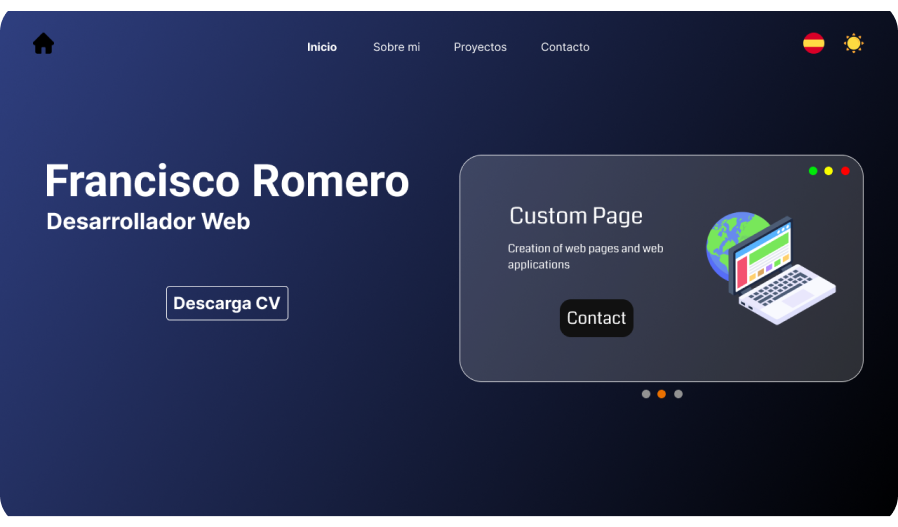 Inicio
Sobre mi
Proyectos
Contacto
Francisco Romero
Desarrollador Web
Descarga CV
Custom Page
Creation of web pages and web
applications
Contact